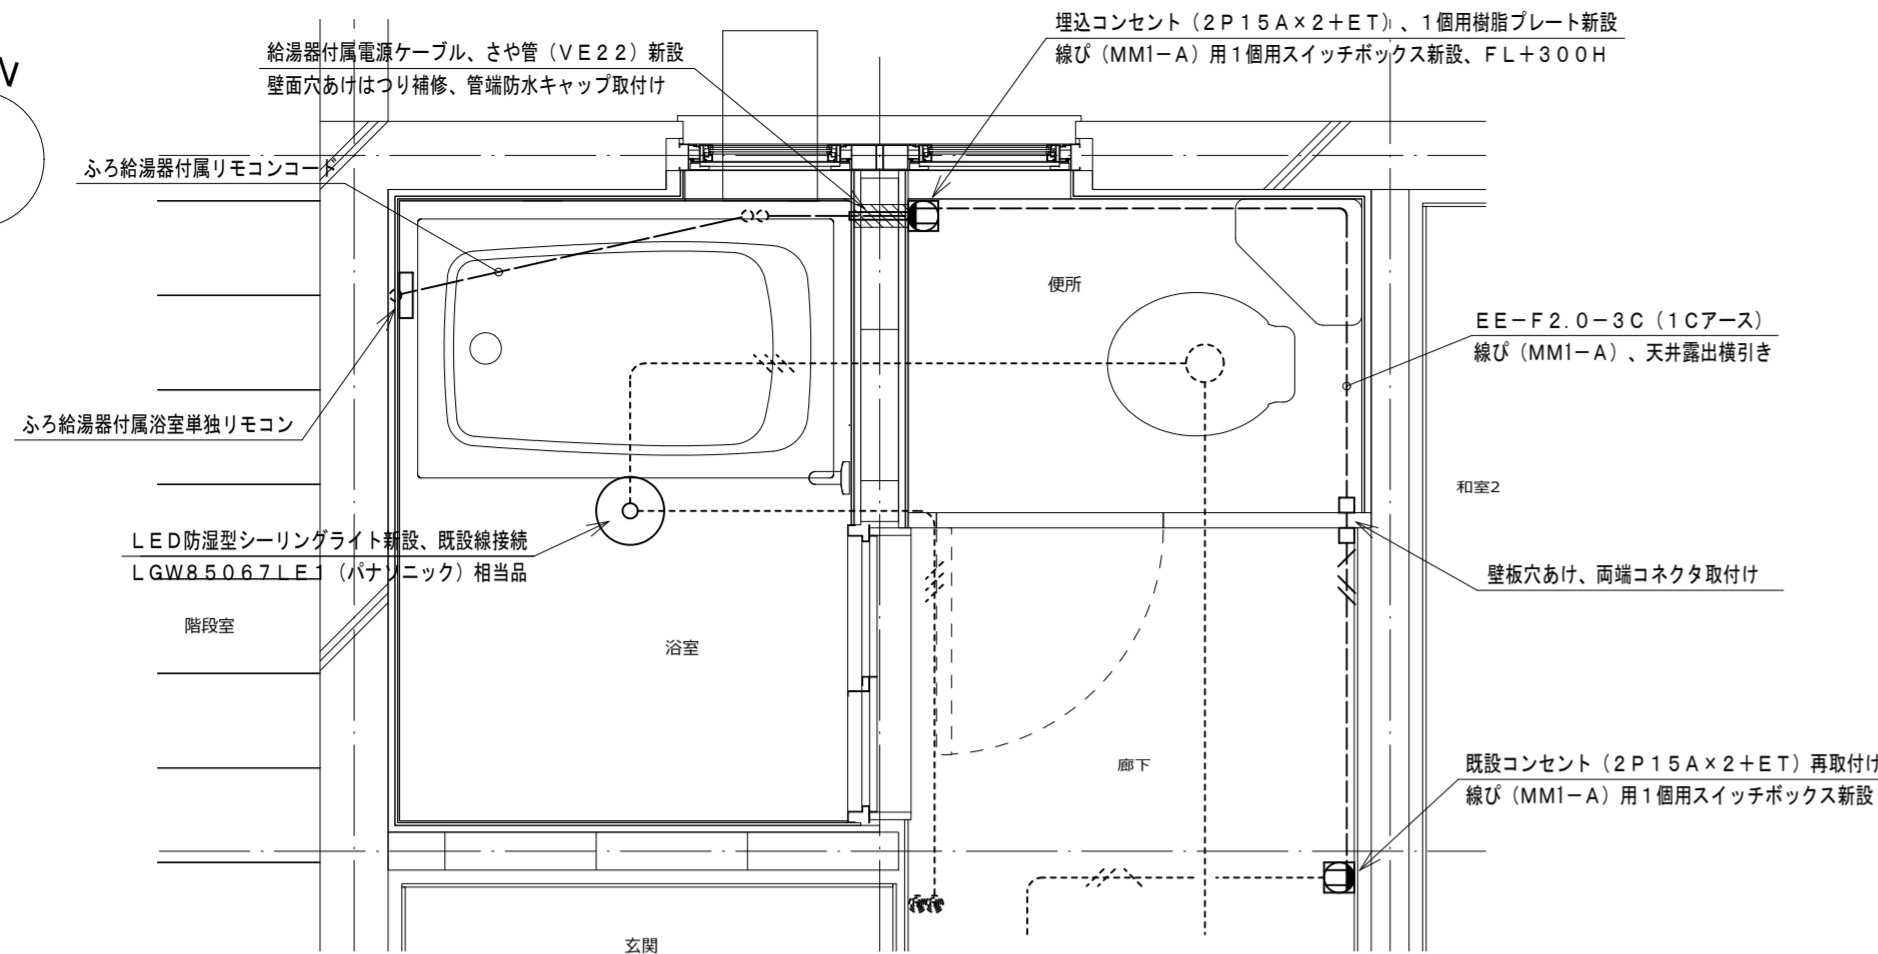 埋込コンセント（2P15A×2+ET）、1個用樹脂プレート新設
線ぴ（MM1-A）用1個用スイッチボックス新設、FL+300H
給湯器付属電源ケーブル、さや管（VE22）新設
壁面穴あけはつり補修、管端防水キャップ取付け
ふろ給湯器付属リモコンコード
便所
EE-F2.0-3C（1Cアース）
線ぴ（MM1-A）、天井露出横引き
ふろ給湯器付属浴室単独リモコン
和室2
LED防湿型シーリングライト新設、既設線接続
LGW85067LE1（パナソニック）相当品
壁板穴あけ、両端コネクタ取付け
階段室
浴室
廊下
既設コンセント（2P15A×2+ET）再取付け
線ぴ（MM1-A）用1個用スイッチボックス新設
玄関